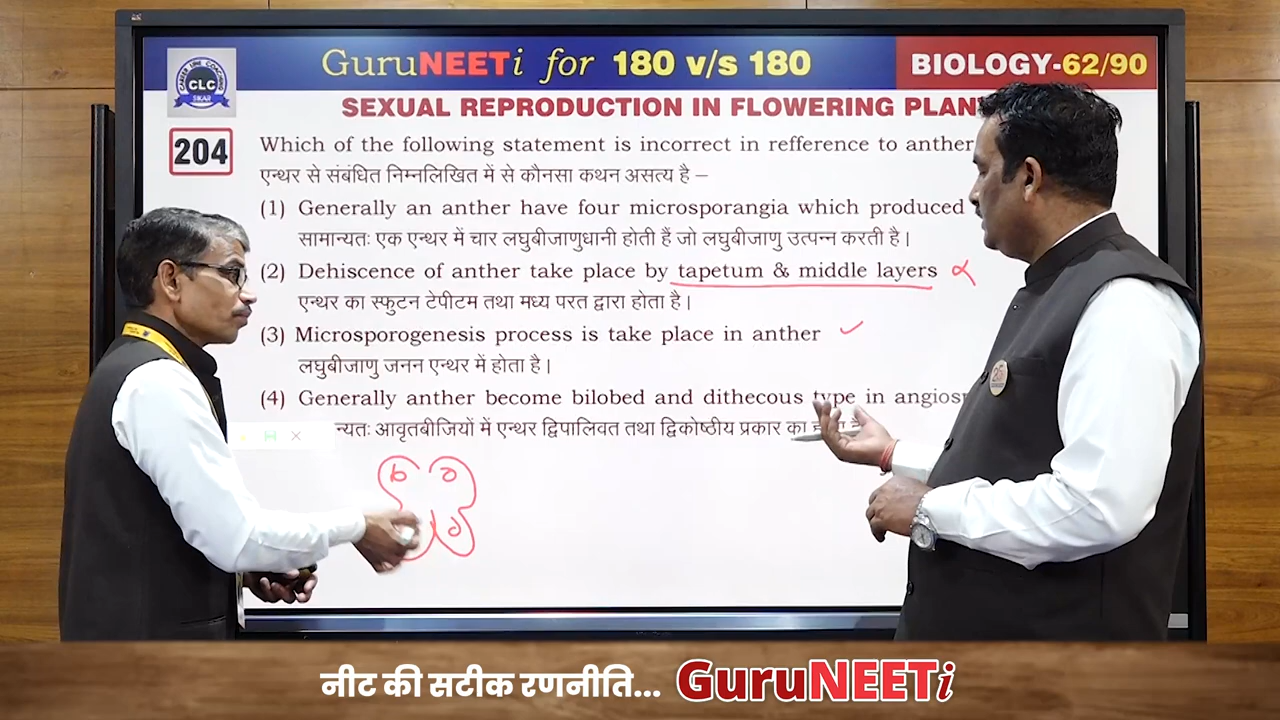 GuruNEETi for 180 v/s 180
BIOLOGY-62/90
CLC
SIKAR
SEXUAL REPRODUCTION IN FLOWERING
204
Which of the following statement is incorrect in refference to anther
एन्थर से संबंधित निम्नलिखित में से कौनसा कथन असत्य है –
(1) Generally an anther have four microsporangia which produced
सामान्यतः एक एन्थर में चार लघुबीजाणुधानी होती हैं जो लघुबीजाणु उत्पन्न करती है।
(2) Dehiscence of anther take place by tapetum & middle layers
एन्थर का स्फुटन टेपीटम तथा मध्य परत द्वारा होता है।
(3) Microsporogenesis process is take place in anther
लघुबीजाणु जनन एन्थर में होता है।
(4) Generally anther become bilobed and dithecous type in
आवृतबीजियों में एन्थर द्विपालिवत तथा द्विकोष्ठीय प्रकार का
नीट की सटीक रणनीति... GuruNEETi